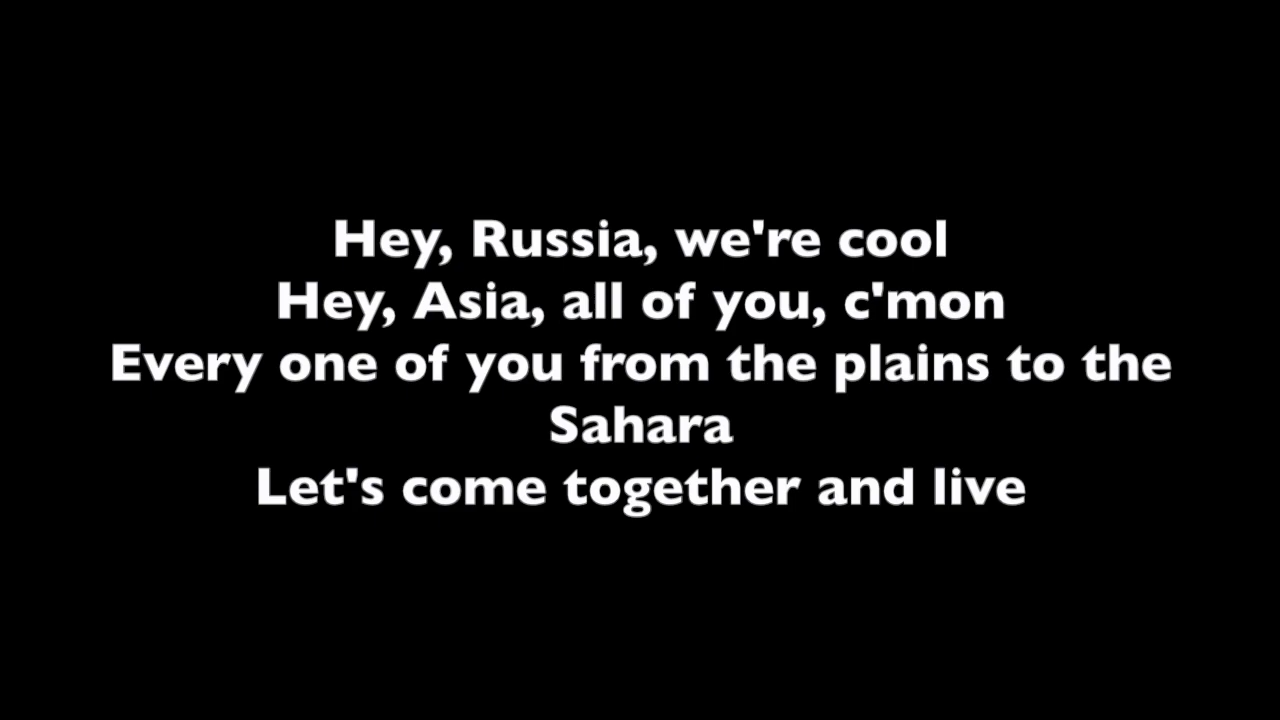 Hey, Russia, we're cool
Hey, Asia, all of you, c'mon
Every one of you from the plains to the
Sahara
Let's come together and live